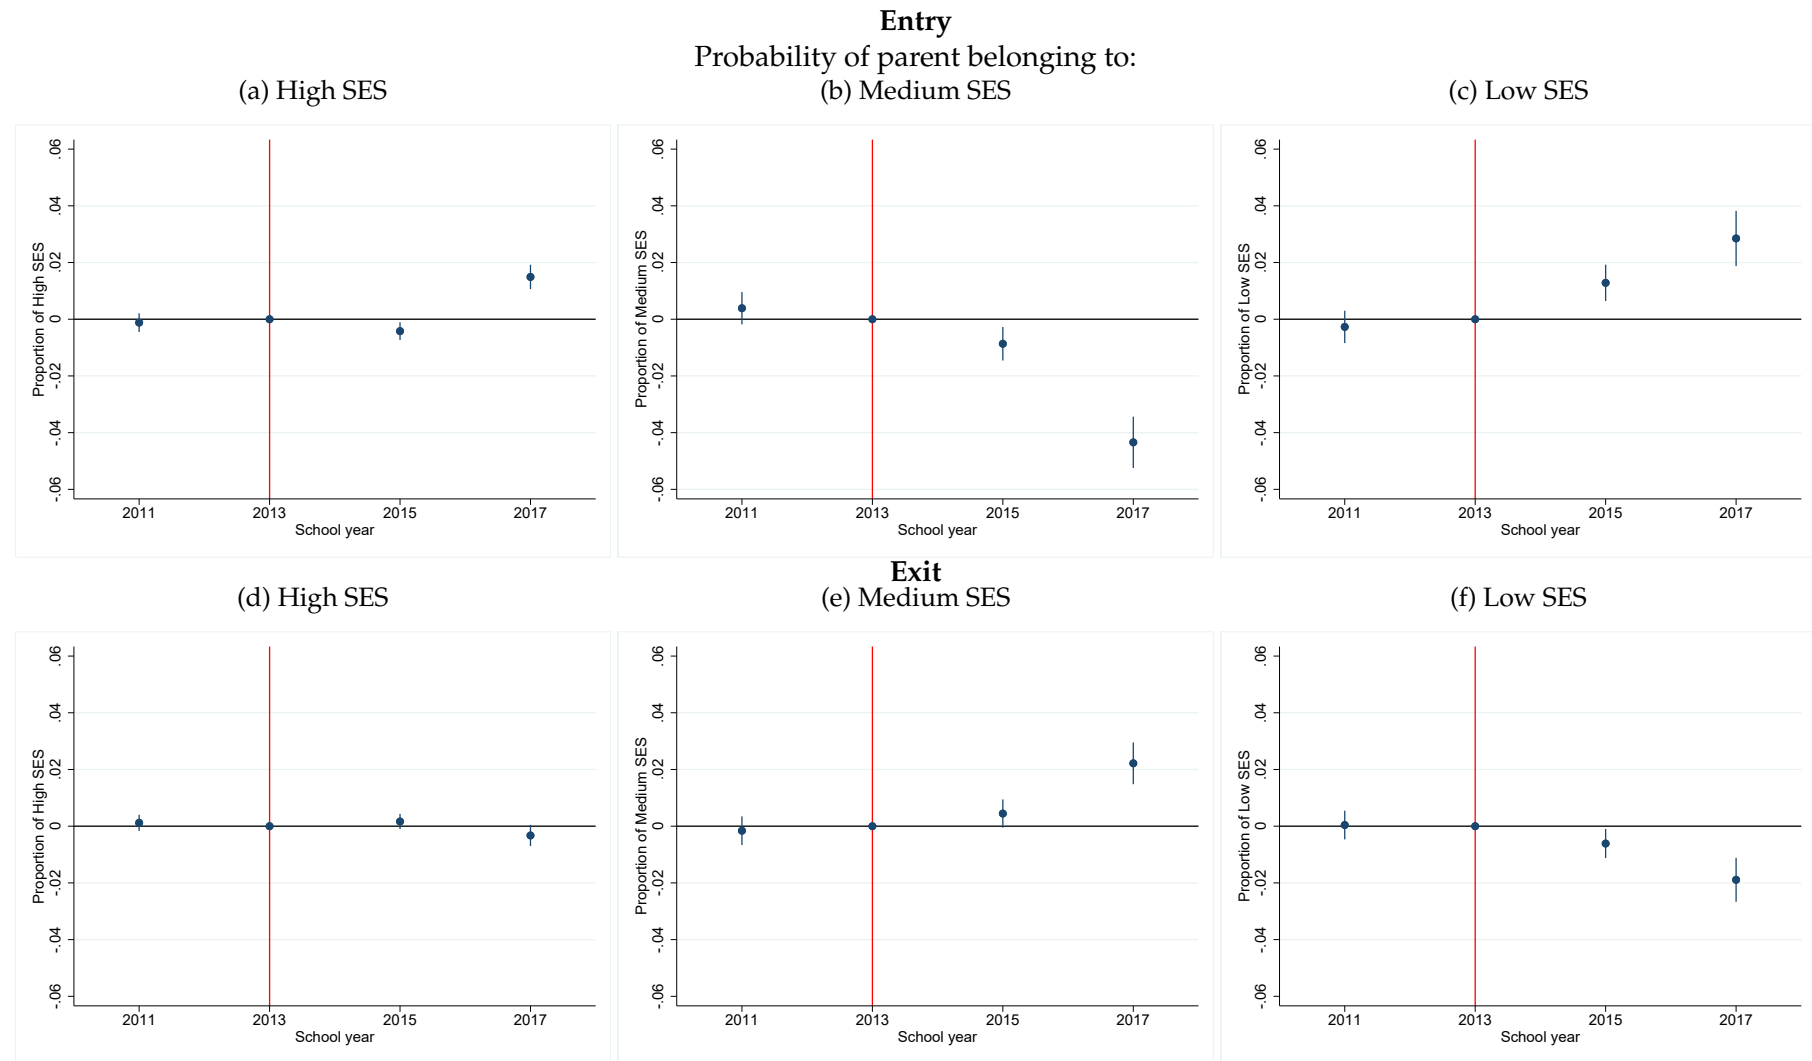 Entry
Probability of parent belonging to:
(a) High SES
(b) Medium SES
(c) Low SES
Proportion of High SES
.06
.04
.02
0
-.02
-.04
-.06
2011 2013 2015 2017
School year
Proportion of Medium SES
.06
.04
.02
0
-.02
-.04
-.06
2011 2013 2015 2017
School year
Proportion of Low SES
.06
.04
.02
0
-.02
-.04
-.06
2011 2013 2015 2017
School year
Exit
(d) High SES
(e) Medium SES
(f) Low SES
Proportion of High SES
.06
.04
.02
0
-.02
-.04
-.06
2011 2013 2015 2017
School year
Proportion of Medium SES
.06
.04
.02
0
-.02
-.04
-.06
2011 2013 2015 2017
School year
Proportion of Low SES
.06
.04
.02
0
-.02
-.04
-.06
2011 2013 2015 2017
School year